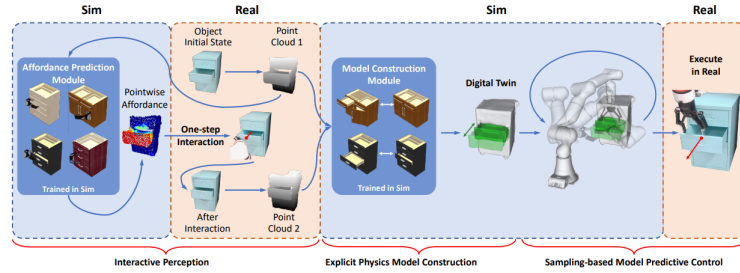 Sim
Real
Sim
Real
Affordance Prediction
Module
Trained in Sim
Pointwise
Affordance
Object
Initial State
Point
Cloud 1
One-step
Interaction
After
Interaction
Point
Cloud 2
Model Construction
Module
Trained in Sim
Digital Twin
Execute
in Real
Interactive Perception
Explicit Physics Model Construction
Sampling-based Model Predictive Control